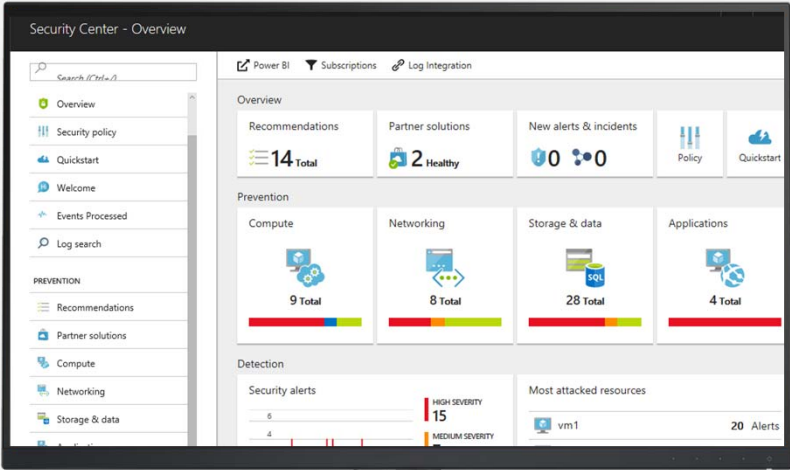 Security Center - Overview
Search (Ctrl+/)
Overview
Security policy
Quickstart
Welcome
Events Processed
Log search
PREVENTION
Recommendations
Partner solutions
Compute
Networking
Storage & data
Power BI
Subscriptions
Log Integration
Overview
Recommendations
14 Total
Partner solutions
2 Healthy
New alerts & incidents
0 0
Policy
Quickstart
Prevention
Compute
9 Total
Networking
8 Total
Storage & data
SQL
28 Total
Applications
4 Total
Detection
Security alerts
6
4
HIGH SEVERITY
15
MEDIUM SEVERITY
Most attacked resources
vm1 20 Alerts